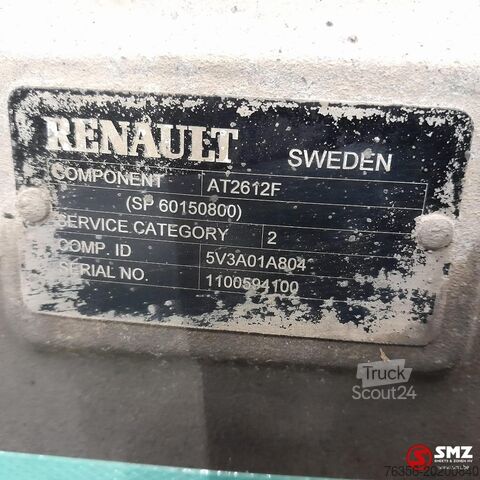 RENAULT SWEDEN
COMPONENT AT2612F
(SP 60150800)
SERVICE CATEGORY 2
COMP. ID 5V3A01A804
SERIAL NO. 1100594100
Truck
Scout24
SMZ